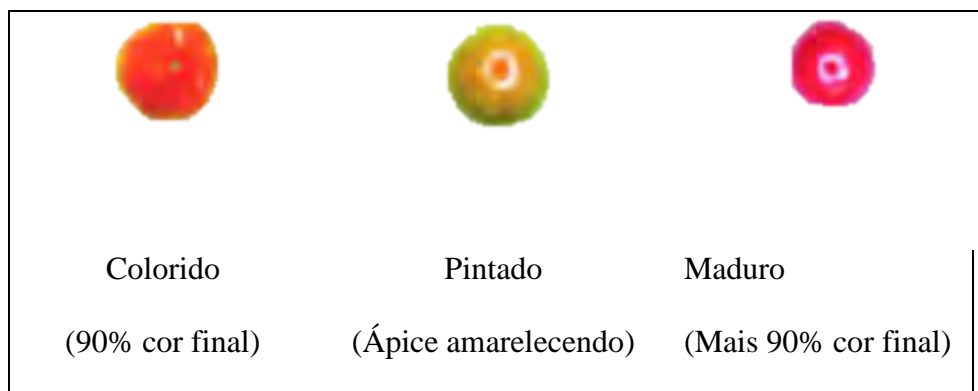 Colorido Pintado Maduro
(90% cor final) (Ápice amarelecendo) (Mais 90% cor final)